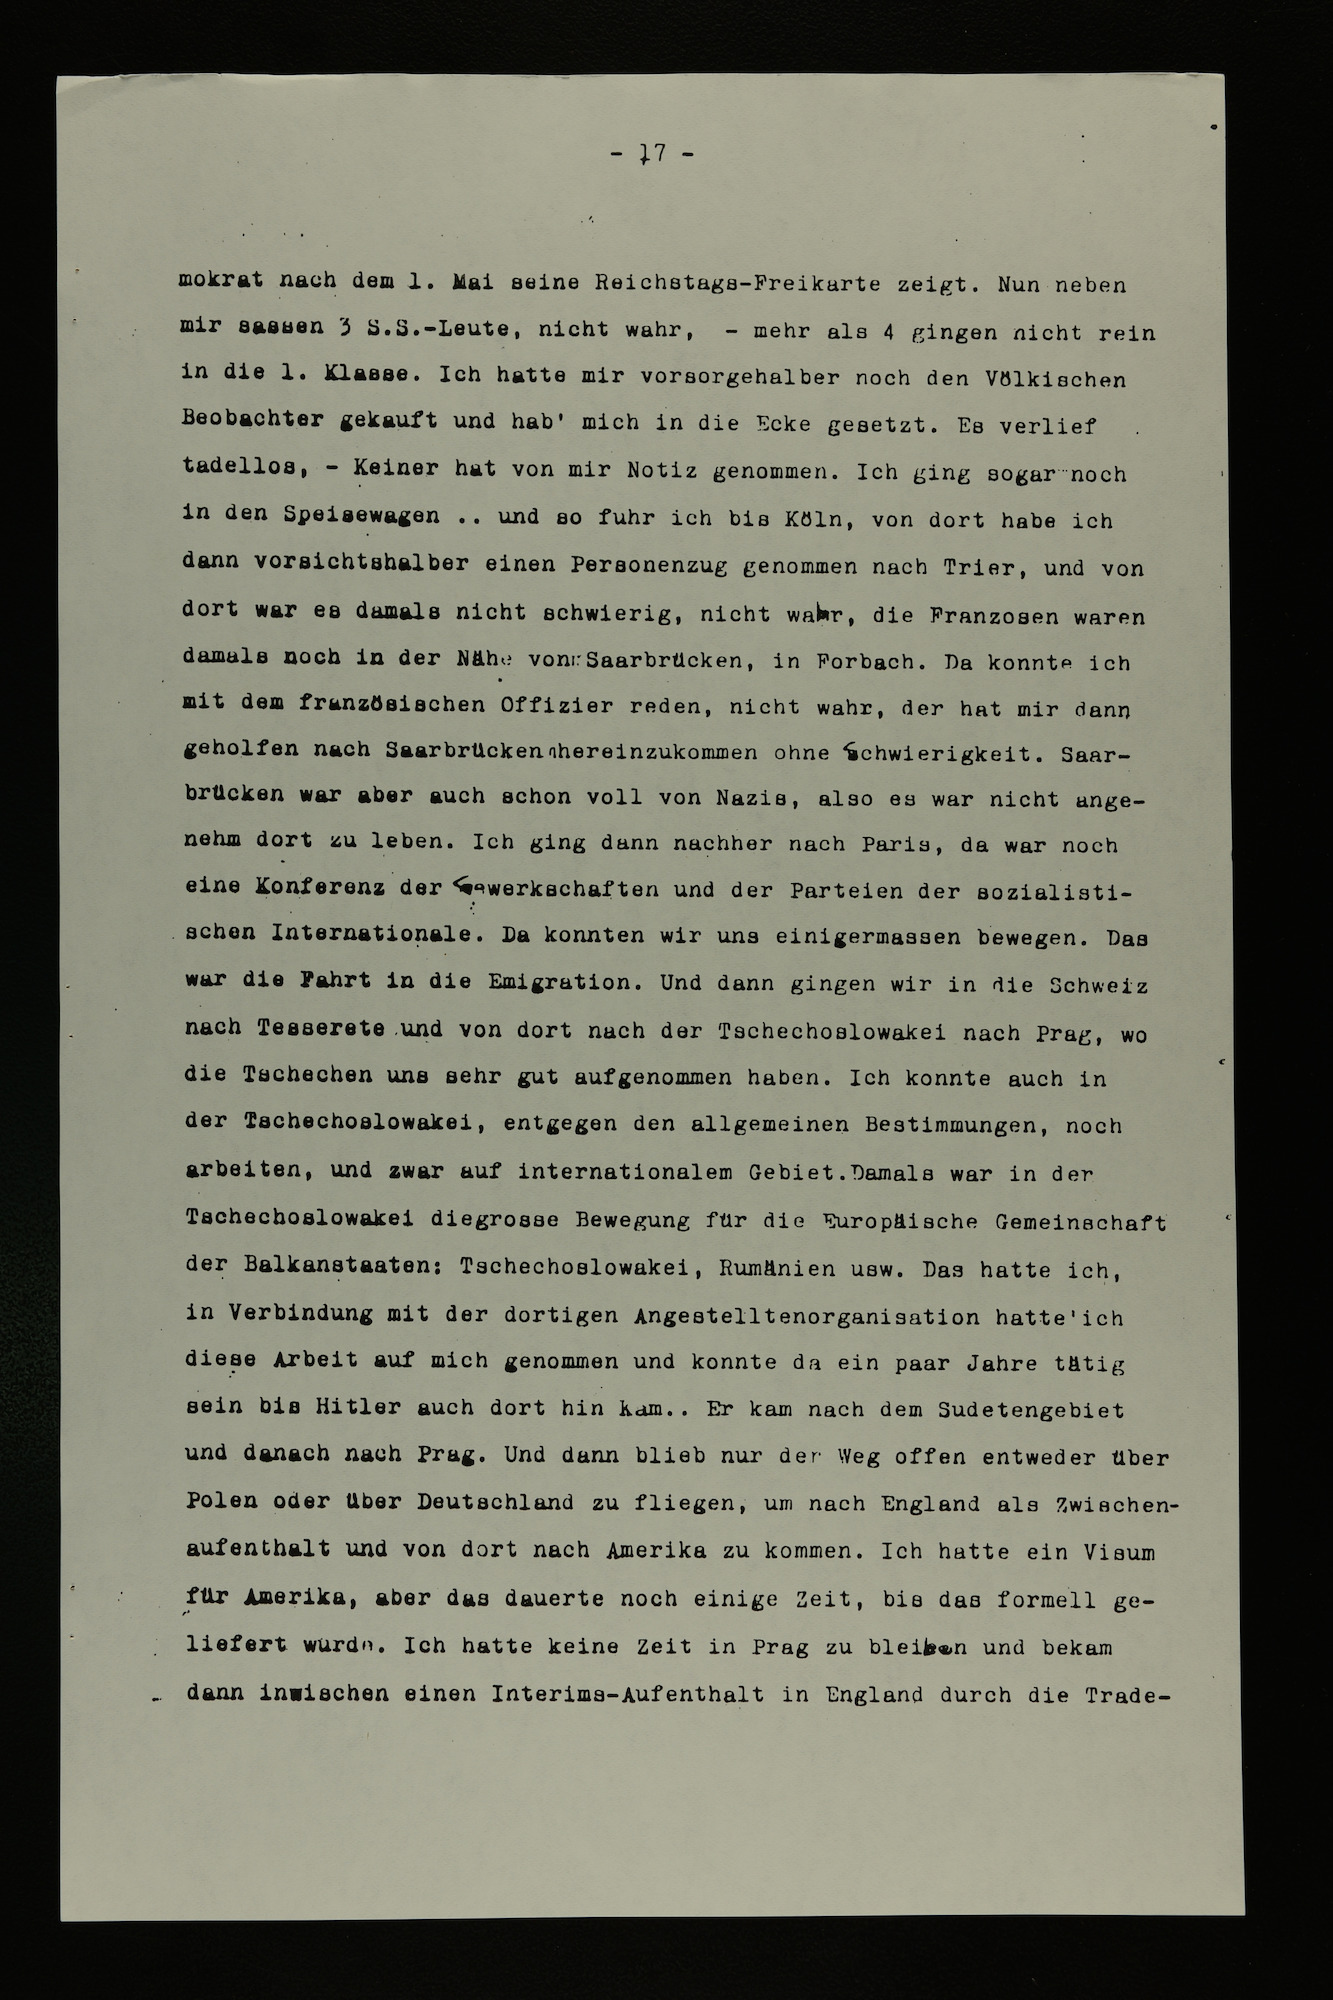 - 17 -
mokrat nach dem 1. Mai seine Reichstags-Freikarte zeigt. Nun neben
mir sassen 3 S.S.-Leute, nicht wahr, - mehr als 4 gingen nicht rein
in die 1. Klasse. Ich hatte mir vorsorgehalber noch den Völkischen
Beobachter gekauft und hab' mich in die Ecke gesetzt. Es verlief
tadellos, - Keiner hat von mir Notiz genommen. Ich ging sogar noch
in den Speisewagen .. und so fuhr ich bis Köln, von dort habe ich
dann vorsichtshalber einen Personenzug genommen nach Trier, und von
dort war es damals nicht schwierig, nicht wahr, die Franzosen waren
damals noch in der Nähe von Saarbrücken, in Forbach. Da konnte ich
mit dem französischen Offizier reden, nicht wahr, der hat mir dann
geholfen nach Saarbrücken hereinzukommen ohne Schwierigkeit. Saar-
brücken war aber auch schon voll von Nazis, also es war nicht ange-
nehm dort zu leben. Ich ging dann nachher nach Paris, da war noch
eine Konferenz der Gewerkschaften und der Parteien der sozialisti-
schen Internationale. Da konnten wir uns einigermassen bewegen. Das
war die Fahrt in die Emigration. Und dann gingen wir in die Schweiz
nach Tesserete und von dort nach der Tschechoslowakei nach Prag, wo
die Tschechen uns sehr gut aufgenommen haben. Ich konnte auch in
der Tschechoslowakei, entgegen den allgemeinen Bestimmungen, noch
arbeiten, und zwar auf internationalem Gebiet.Damals war in der
Tschechoslowakei diegrosse Bewegung für die Europäische Gemeinschaft
der Balkanstaaten: Tschechoslowakei, Rumänien usw. Das hatte ich,
in Verbindung mit der dortigen Angestelltenorganisation hatte'ich
diese Arbeit auf mich genommen und konnte da ein paar Jahre tätig
sein bis Hitler auch dort hin kam.. Er kam nach dem Sudetengebiet
und danach nach Prag. Und dann blieb nur der Weg offen entweder über
Polen oder über Deutschland zu fliegen, um nach England als Zwischen-
aufenthalt und von dort nach Amerika zu kommen. Ich hatte ein Visum
für Amerika, aber das dauerte noch einige Zeit, bis das formell ge-
liefert wurde. Ich hatte keine Zeit in Prag zu bleiben und bekam
dann inwischen einen Interims-Aufenthalt in England durch die Trade-